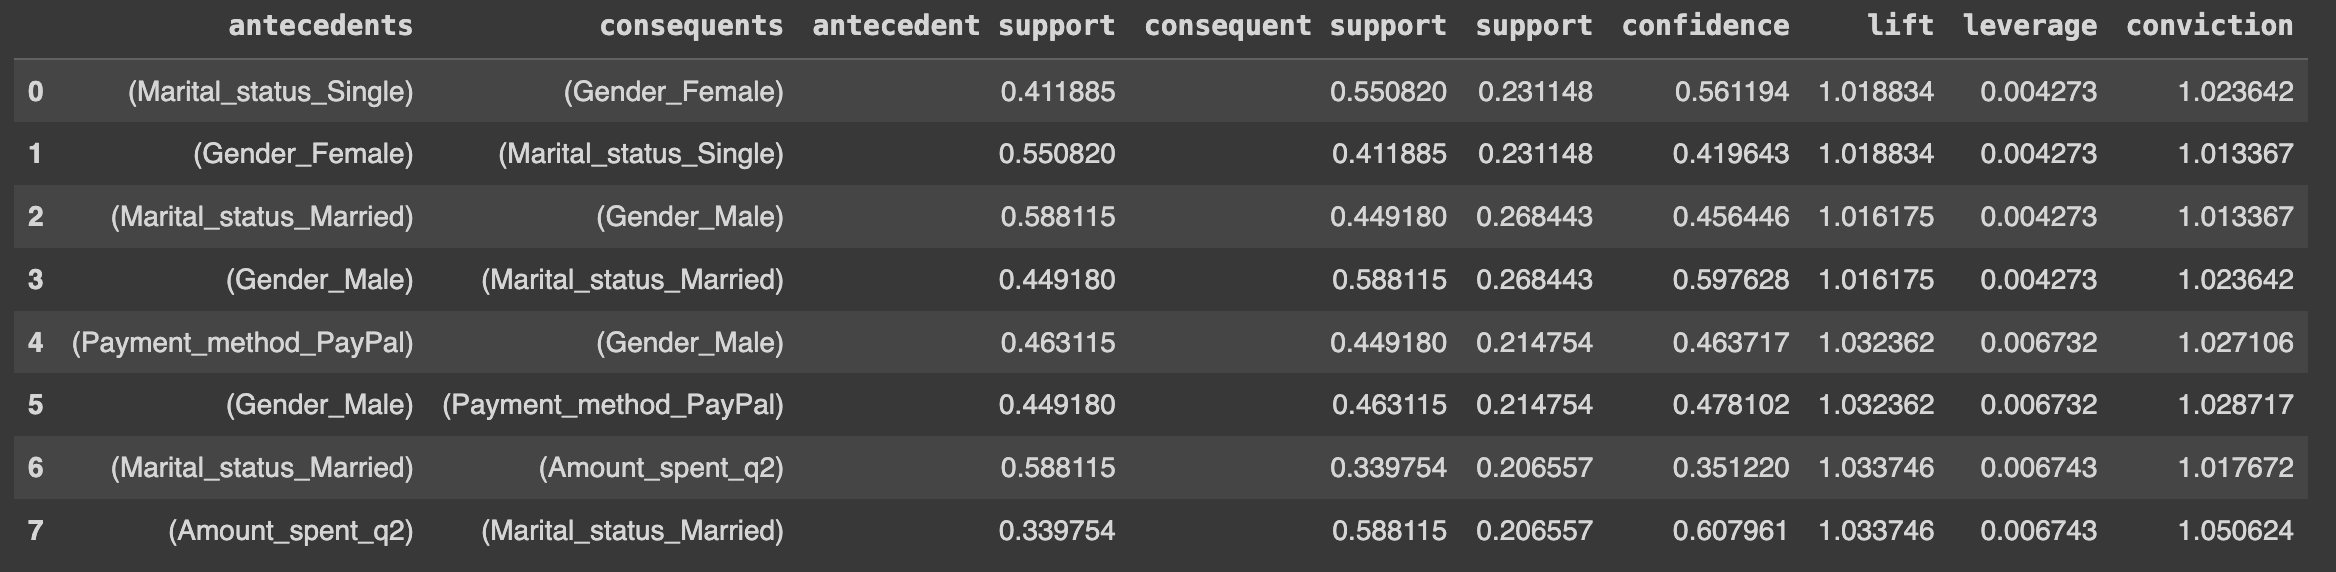 antecedents consequents antecedent support consequent support support confidence lift leverage conviction
0 (Marital_status_Single) (Gender_Female) 0.411885 0.550820 0.231148 0.561194 1.018834 0.004273 1.023642
1 (Gender_Female) (Marital_status_Single) 0.550820 0.411885 0.231148 0.419643 1.018834 0.004273 1.013367
2 (Marital_status_Married) (Gender_Male) 0.588115 0.449180 0.268443 0.456446 1.016175 0.004273 1.013367
3 (Gender_Male) (Marital_status_Married) 0.449180 0.588115 0.268443 0.597628 1.016175 0.004273 1.023642
4 (Payment_method_PayPal) (Gender_Male) 0.463115 0.449180 0.214754 0.463717 1.032362 0.006732 1.027106
5 (Gender_Male) (Payment_method_PayPal) 0.449180 0.463115 0.214754 0.478102 1.032362 0.006732 1.028717
6 (Marital_status_Married) (Amount_spent_q2) 0.588115 0.339754 0.206557 0.351220 1.033746 0.006743 1.017672
7 (Amount_spent_q2) (Marital_status_Married) 0.339754 0.588115 0.206557 0.607961 1.033746 0.006743 1.050624